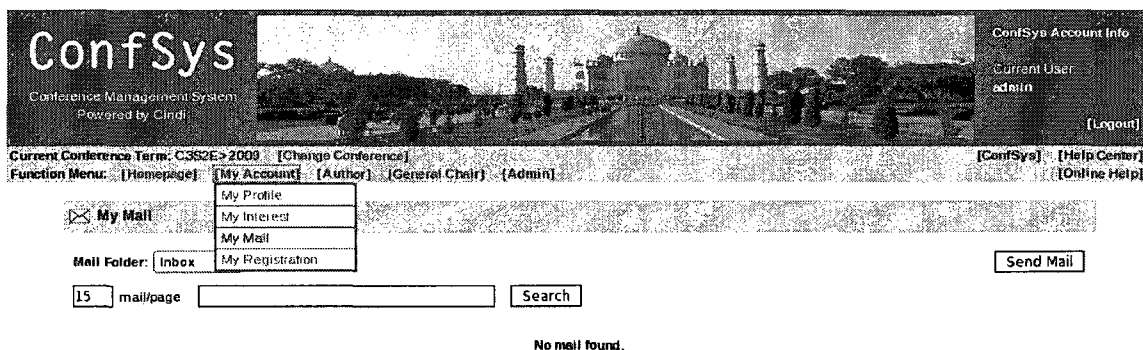 ConfSys
Conference Management System
Powered by Cindi
ConfSys Account Info
Current User
admin
[Logout]
Current Conference Term: C3S2E>2009 [Change Conference] [ConfSys] [Help Center]
Function Menu: [Homepage] [My Account] [Author] [General Chair] [Admin] [Online Help]
My Profile
My Interest
My Mail
My Registration
My Mail
Mail Folder: Inbox Send Mail
15 mail/page Search
No mail found.